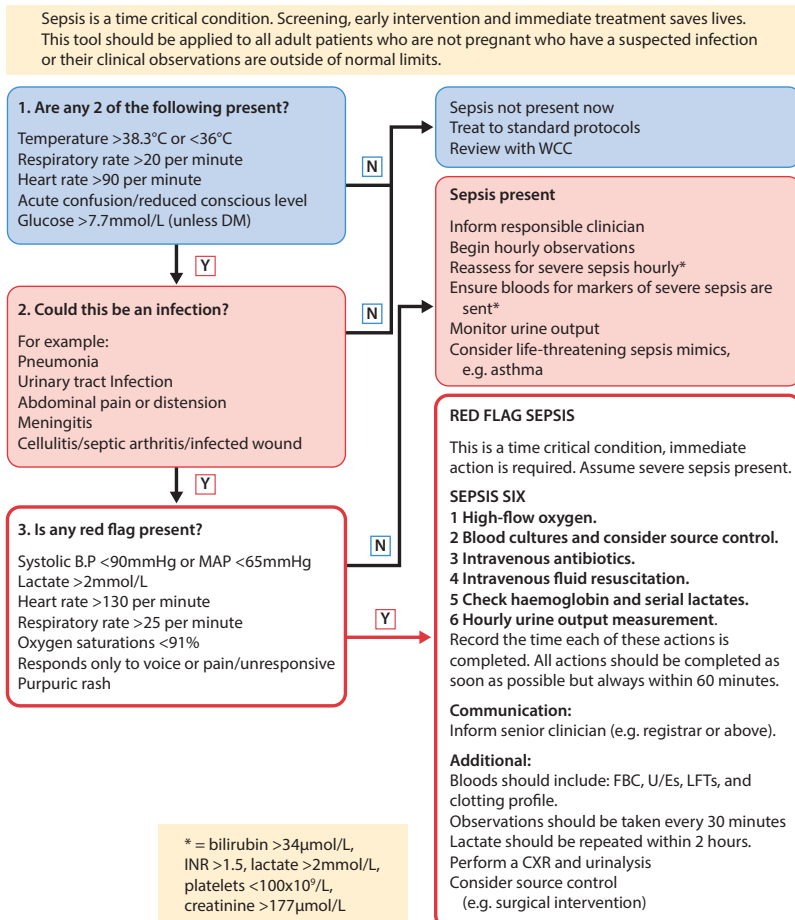 Sepsis is a time critical condition. Screening, early intervention and immediate treatment saves lives.
This tool should be applied to all adult patients who are not pregnant who have a suspected infection
or their clinical observations are outside of normal limits.
1. Are any 2 of the following present?
Temperature >38.3°C or <36°C
Respiratory rate >20 per minute
Heart rate >90 per minute
Acute confusion/reduced conscious level
Glucose >7.7mmol/L (unless DM)
N
Y
Sepsis not present now
Treat to standard protocols
Review with WCC
2. Could this be an infection?
For example:
Pneumonia
Urinary tract Infection
Abdominal pain or distension
Meningitis
Cellulitis/septic arthritis/infected wound
N
Y
Sepsis present
Inform responsible clinician
Begin hourly observations
Reassess for severe sepsis hourly*
Ensure bloods for markers of severe sepsis are
sent*
Monitor urine output
Consider life-threatening sepsis mimics,
e.g. asthma
3. Is any red flag present?
Systolic B.P <90mmHg or MAP <65mmHg
Lactate >2mmol/L
Heart rate >130 per minute
Respiratory rate >25 per minute
Oxygen saturations <91%
Responds only to voice or pain/unresponsive
Purpuric rash
N
Y
RED FLAG SEPSIS
This is a time critical condition, immediate
action is required. Assume severe sepsis present.
SEPSIS SIX
1 High-flow oxygen.
2 Blood cultures and consider source control.
3 Intravenous antibiotics.
4 Intravenous fluid resuscitation.
5 Check haemoglobin and serial lactates.
6 Hourly urine output measurement.
Record the time each of these actions is
completed. All actions should be completed as
soon as possible but always within 60 minutes.
Communication:
Inform senior clinician (e.g. registrar or above).
Additional:
Bloods should include: FBC, U/Es, LFTs, and
clotting profile.
Observations should be taken every 30 minutes
Lactate should be repeated within 2 hours.
Perform a CXR and urinalysis
Consider source control
(e.g. surgical intervention)
* = bilirubin >34μmol/L,
INR >1.5, lactate >2mmol/L,
platelets <100x10⁹/L,
creatinine >177μmol/L